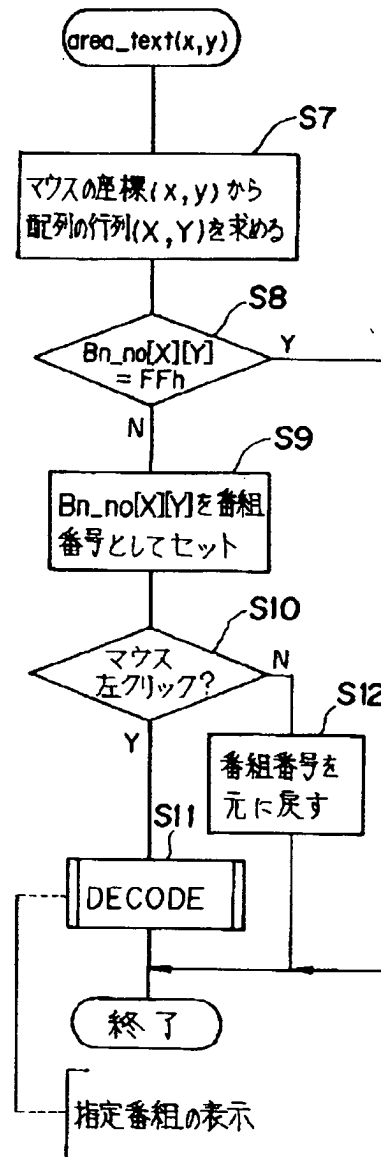 area_text(x,y)
S7
マウスの座標(x,y)から
配列の行列(X,Y)を求める
S8
Bn_no[X][Y]
= FFh
Y
N
S9
Bn_no[X][Y]を番組
番号としてセット
S10
マウス
左クリック?
N
Y
S12
番組番号を
元に戻す
S11
DECODE
終了
指定番組の表示